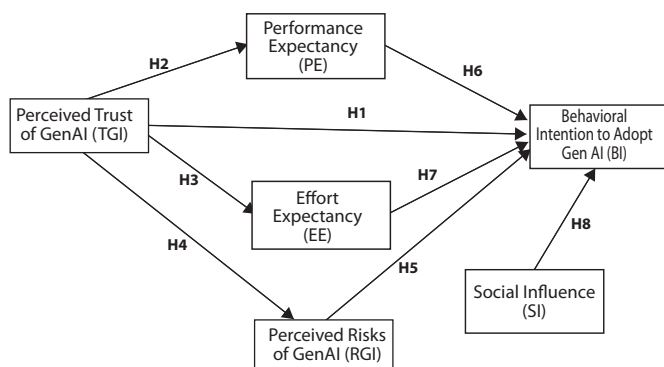 Performance
Expectancy
(PE)
H2
H6
Perceived Trust
of GenAI (TGI)
H1
Behavioral
Intention to Adopt
Gen AI (BI)
H3
H7
Effort
Expectancy
(EE)
H4
H8
H5
Social Influence
(SI)
Perceived Risks
of GenAI (RGI)